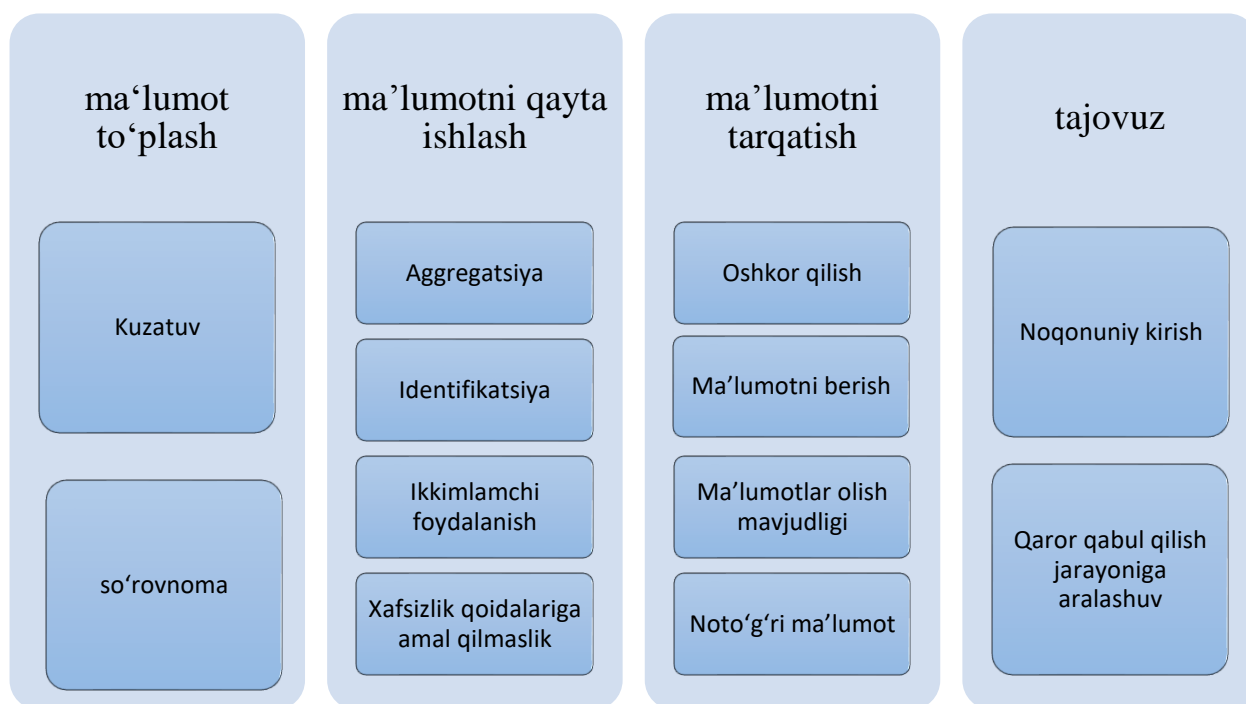 ma‘lumot
to‘plash
Kuzatuv
so‘rovnoma
ma’lumotni qayta
ishlash
Aggregatsiya
Identifikatsiya
Ikkimlamchi
foydalanish
Xafsizlik qoidalariga
amal qilmaslik
ma’lumotni
tarqatish
Oshkor qilish
Ma’lumotni berish
Ma’lumotlar olish
mavjudligi
Noto‘g‘ri ma’lumot
tajovuz
Noqonuniy kirish
Qaror qabul qilish
jarayoniga
aralashuv